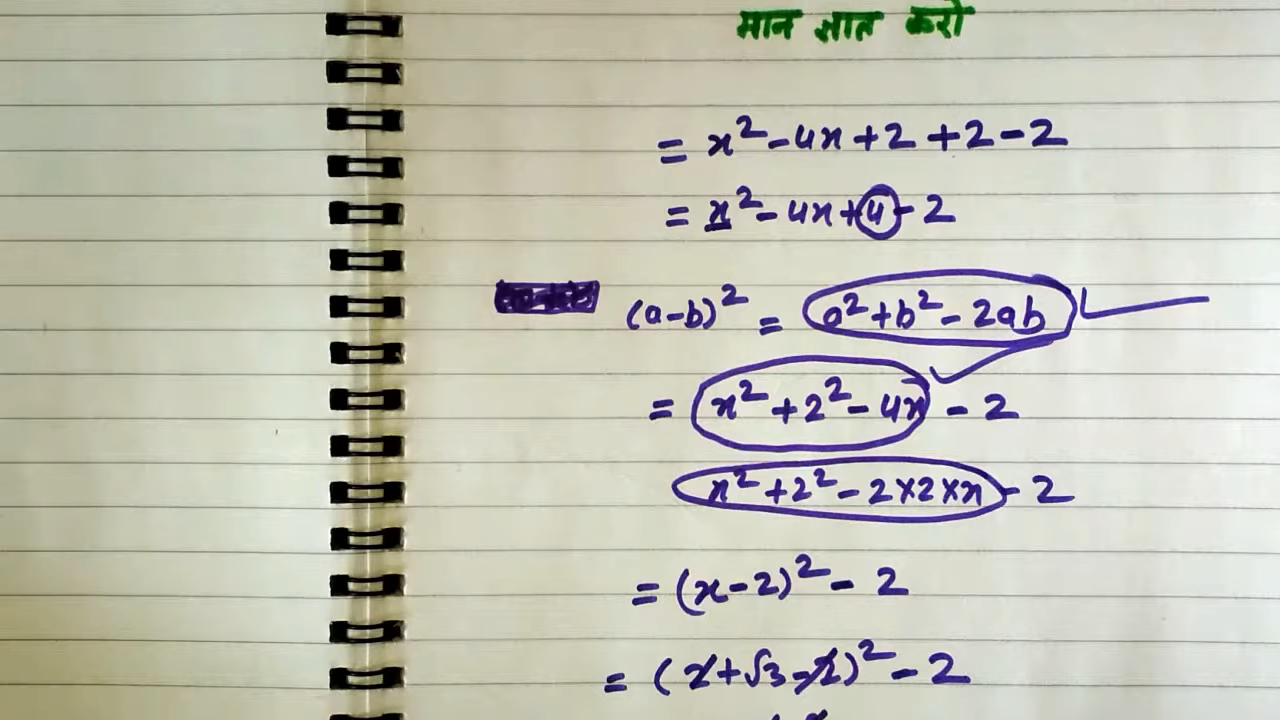 मान ज्ञात करो
= x² - 4x + 2 + 2 - 2
= x² - 4x + 4 - 2
(a-b)² = a² + b² - 2ab
= x² + 2² - 4x - 2
x² + 2² - 2×2×x - 2
= (x-2)² - 2
= (2+√3-2)² - 2